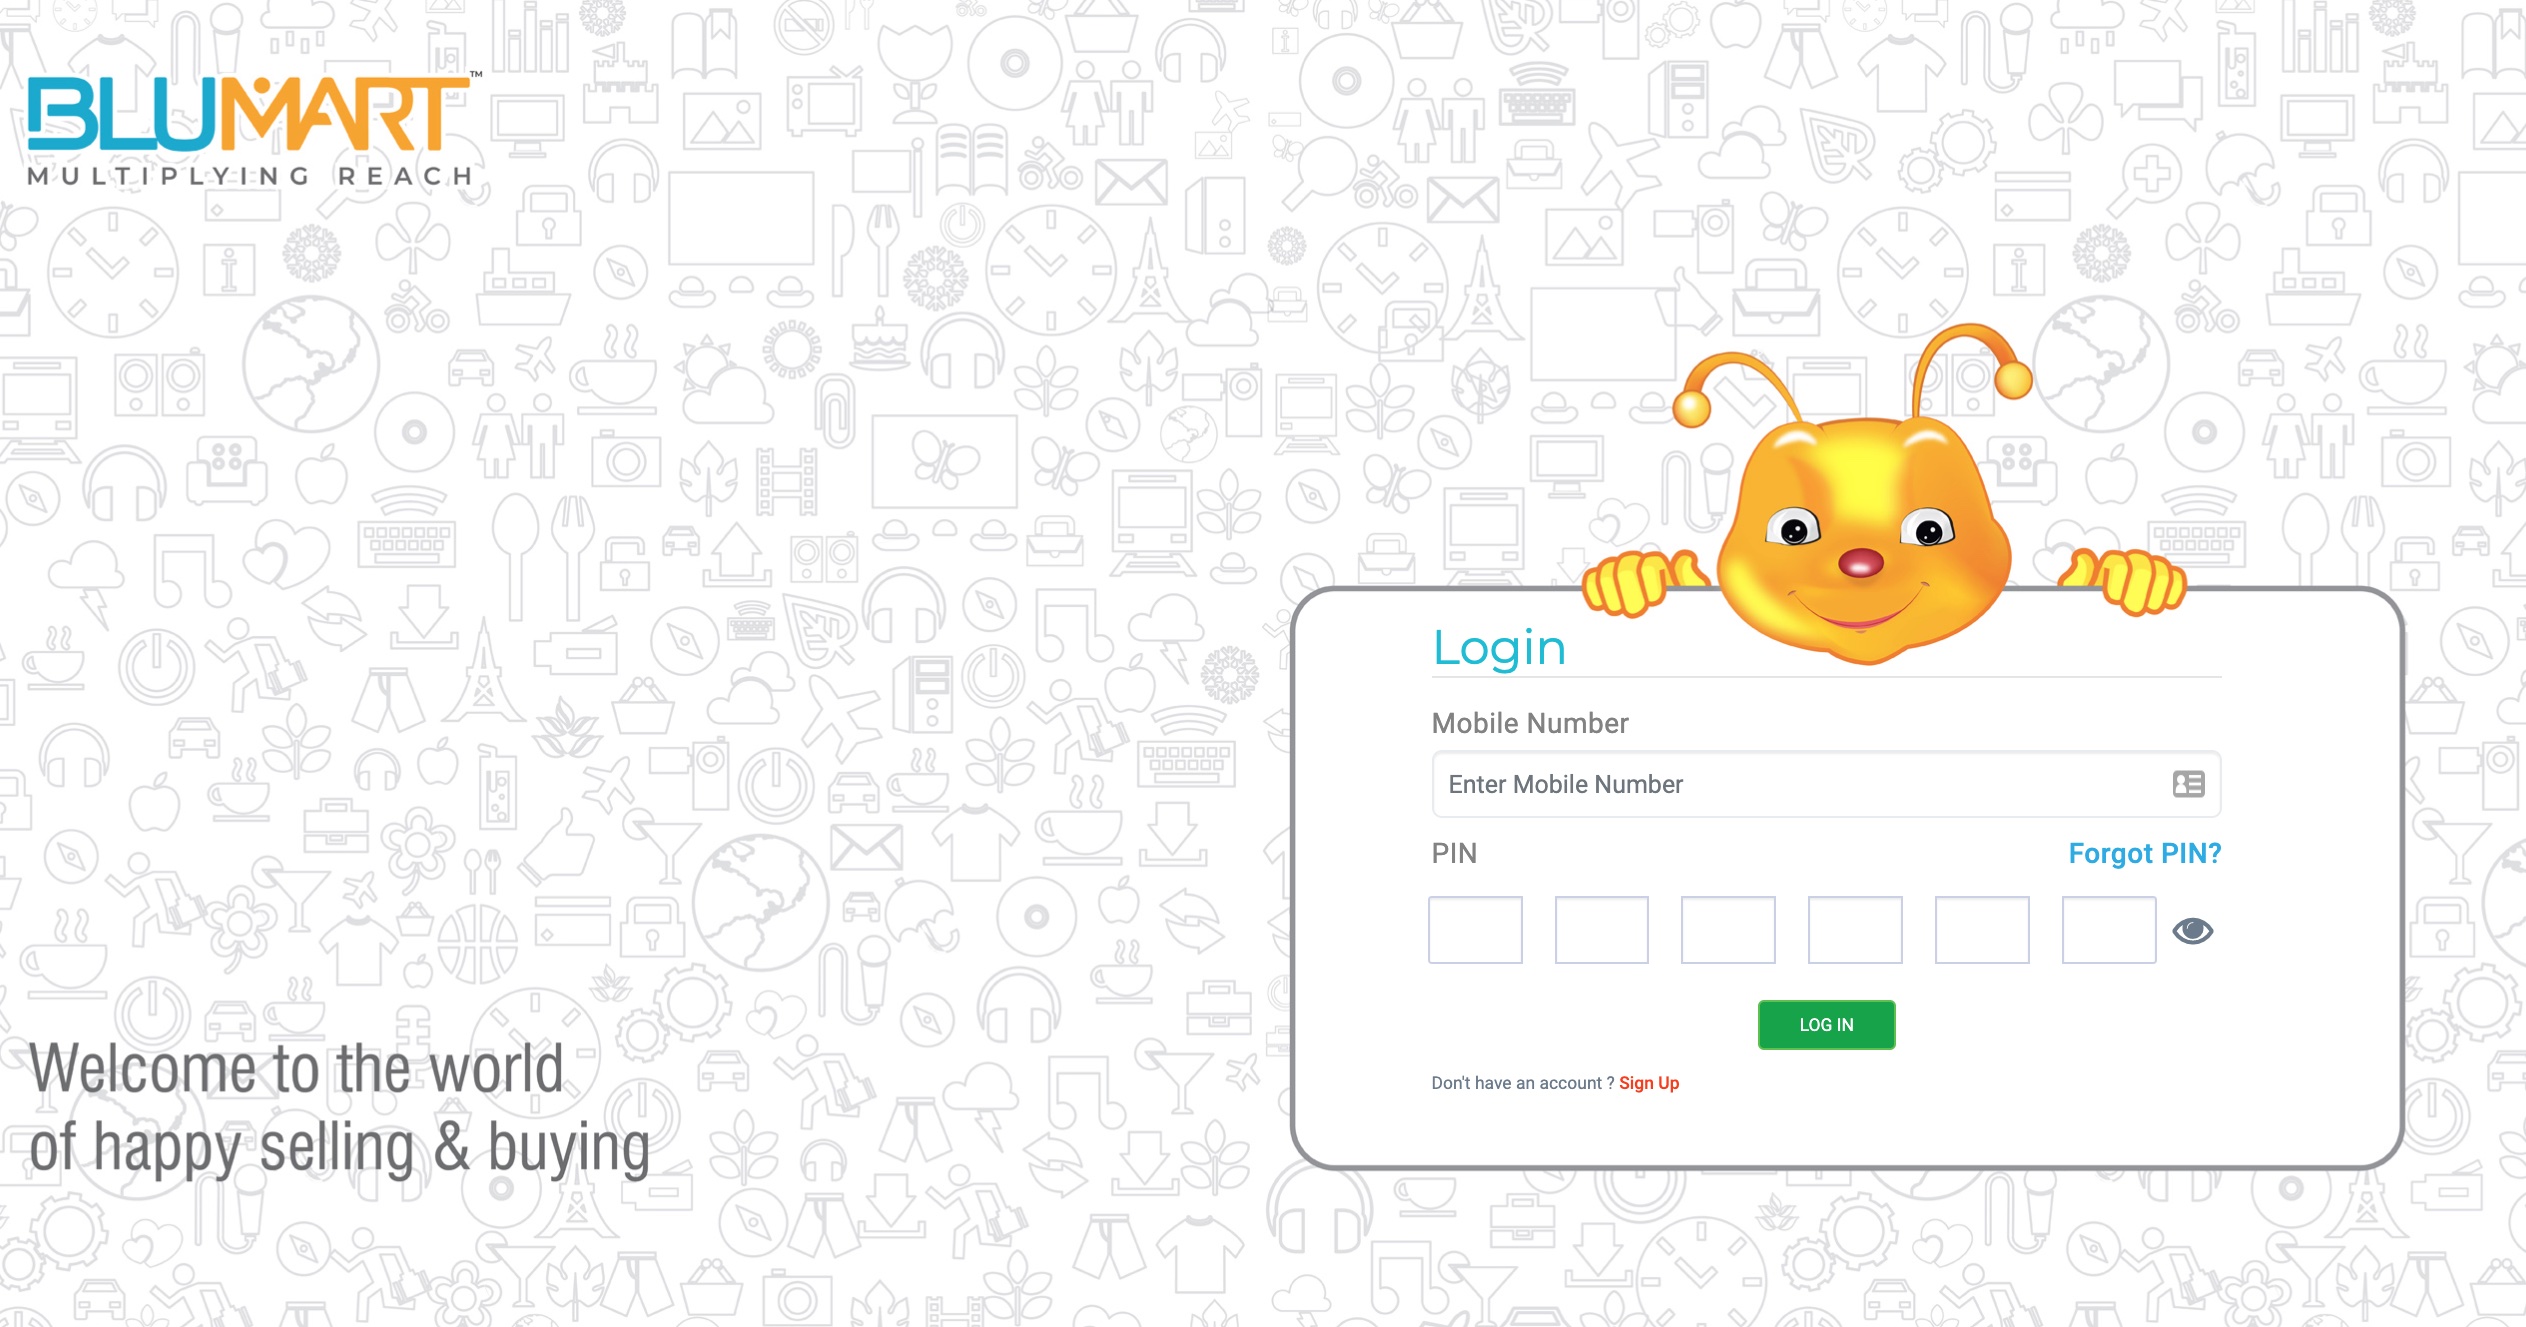 BLUMART™
MULTIPLYING REACH
Welcome to the world
of happy selling & buying
Login
Mobile Number
Enter Mobile Number
PIN
Forgot PIN?
LOG IN
Don't have an account ? Sign Up